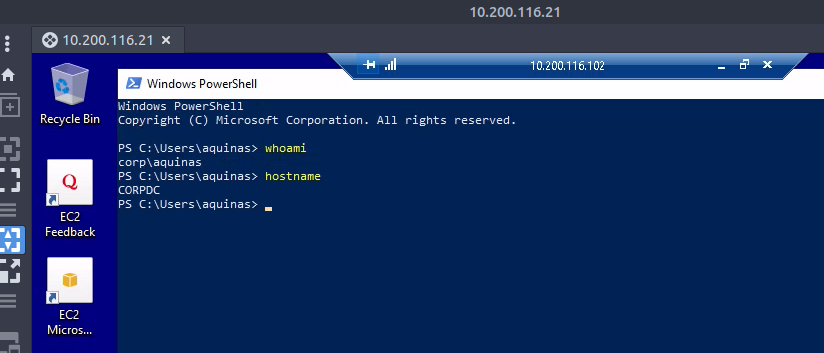 10.200.116.21
10.200.116.21
10.200.116.102
Recycle Bin
EC2
Feedback
EC2
Micros...
Windows PowerShell
Windows PowerShell
Copyright (C) Microsoft Corporation. All rights reserved.
PS C:\Users\aquinas> whoami
corp\aquinas
PS C:\Users\aquinas> hostname
CORPDC
PS C:\Users\aquinas>